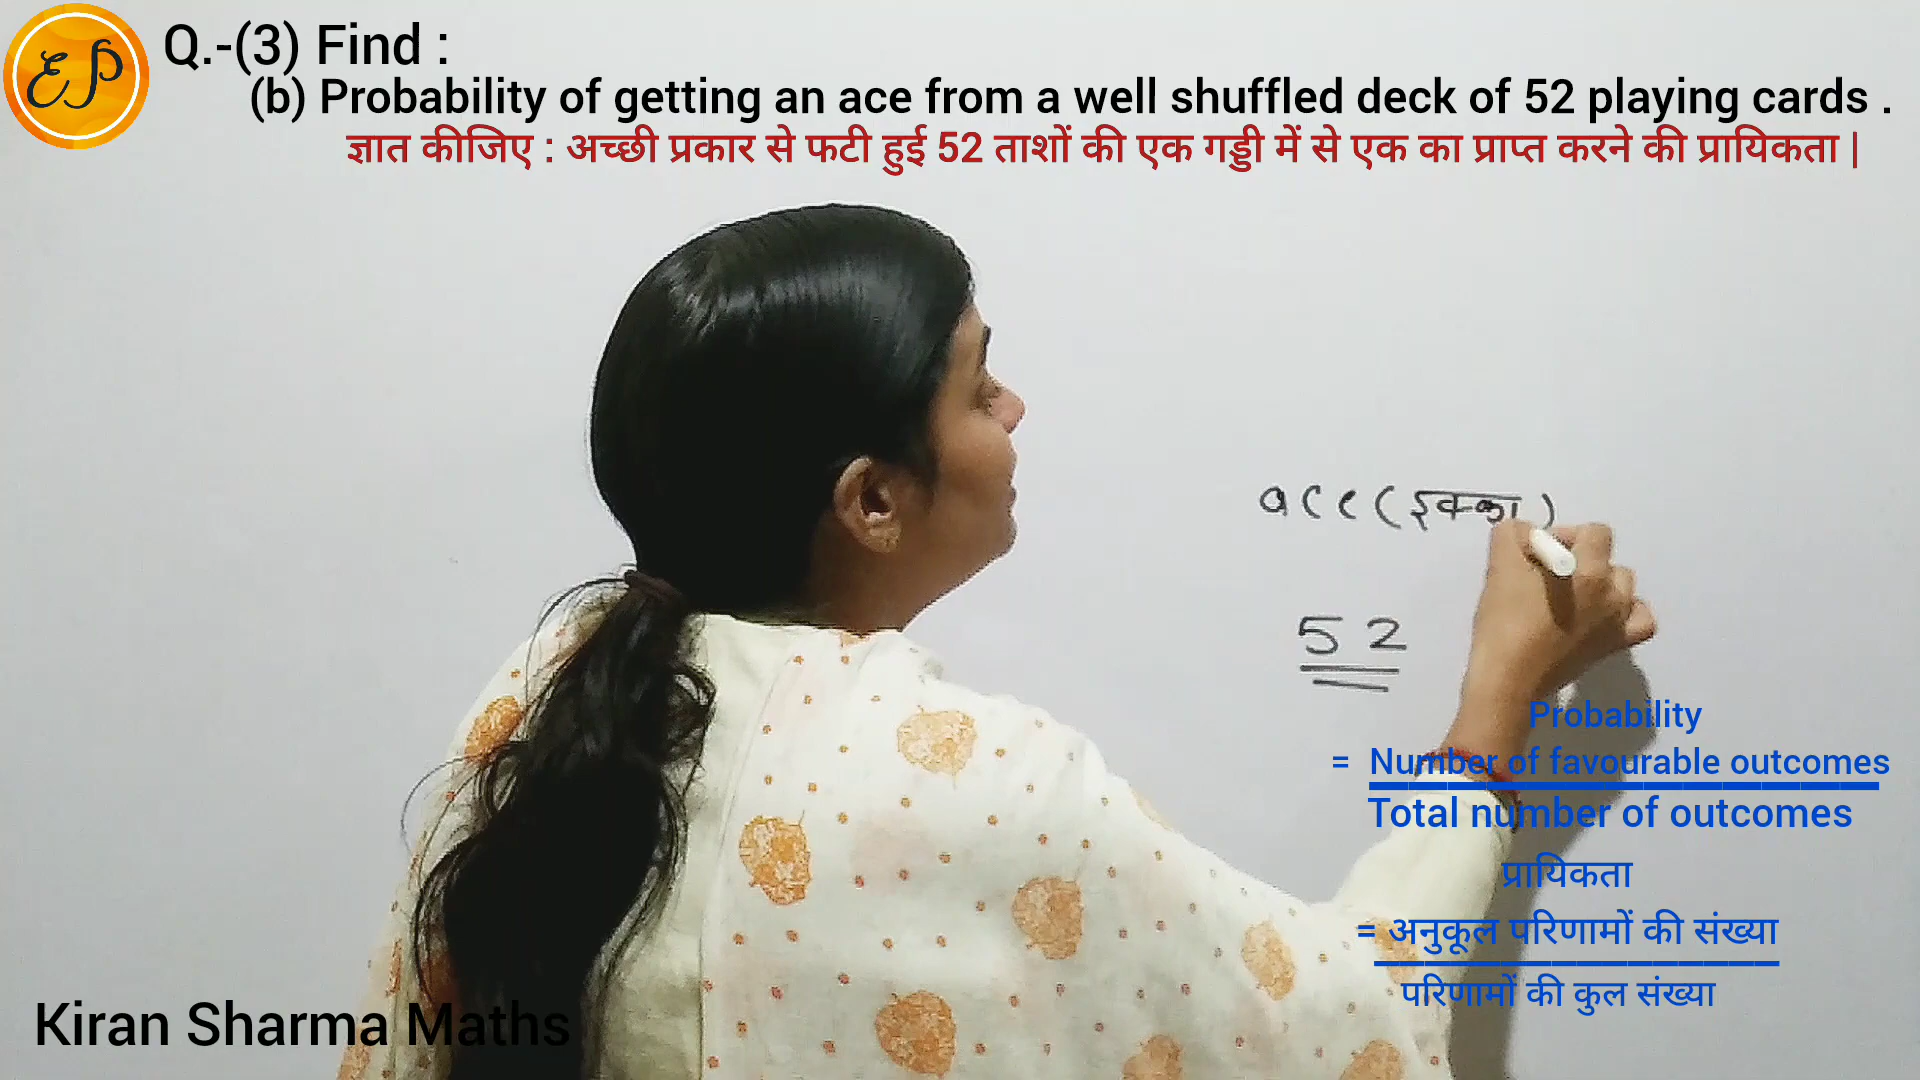 EP
Q.-(3) Find :
(b) Probability of getting an ace from a well shuffled deck of 52 playing cards .
ज्ञात कीजिए : अच्छी प्रकार से फटी हुई 52 ताशों की एक गड्डी में से एक का प्राप्त करने की प्रायिकता |
ace (इक्का)
52
Probability
= Number of favourable outcomes
Total number of outcomes
प्रायिकता
= अनुकूल परिणामों की संख्या
परिणामों की कुल संख्या
Kiran Sharma Maths